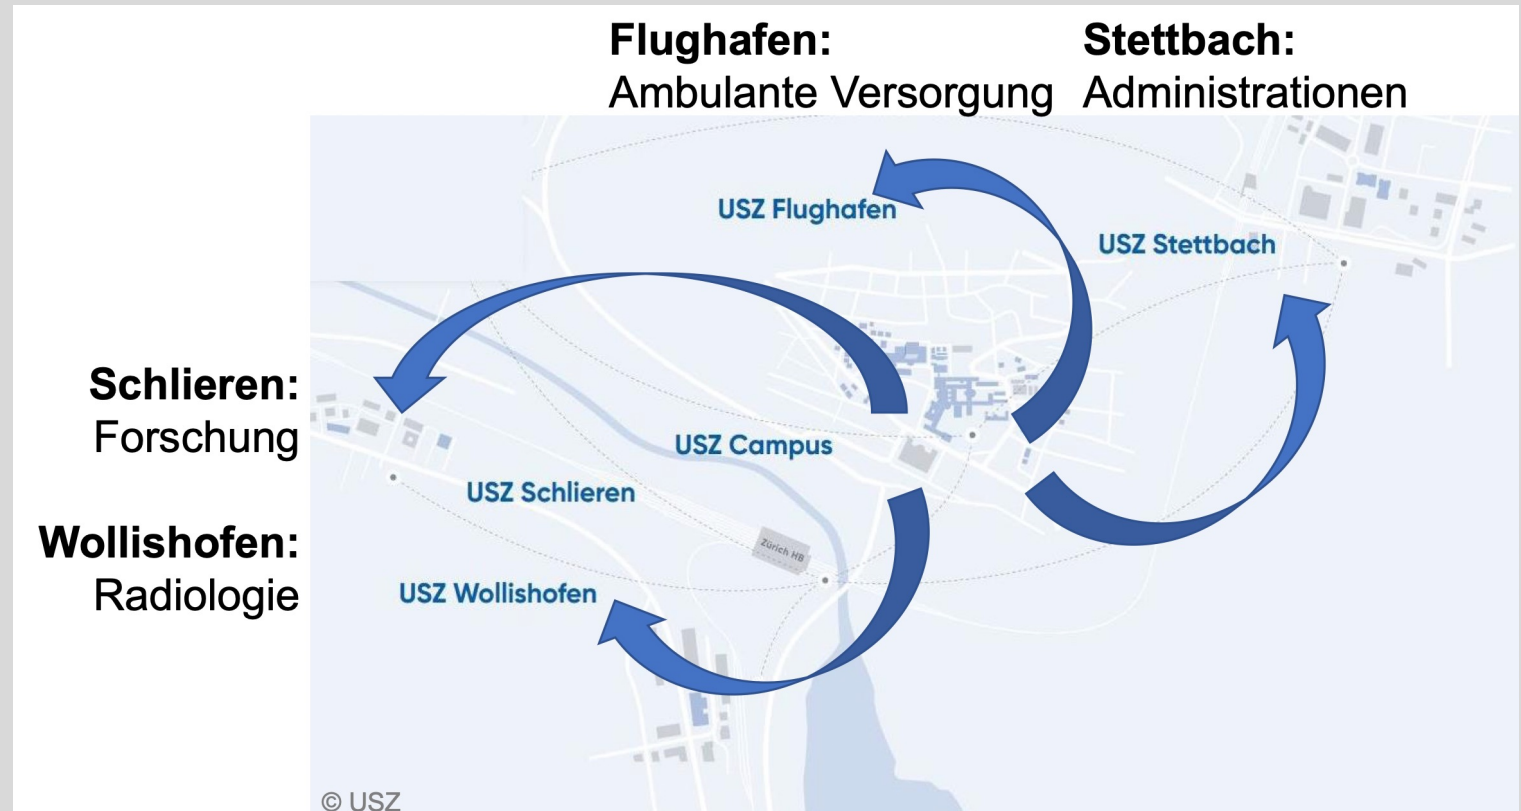 Flughafen:
Ambulante Versorgung
Stettbach:
Administrationen
USZ Flughafen
USZ Stettbach
Schlieren:
Forschung
USZ Campus
USZ Schlieren
Wollishofen:
Radiologie
Zürich HB
USZ Wollishofen
© USZ